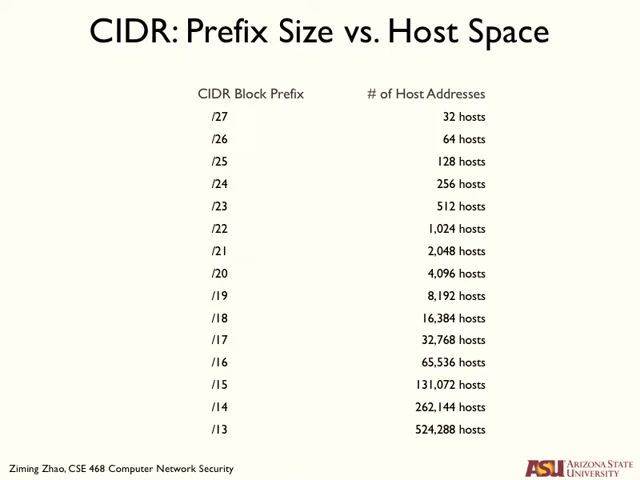 CIDR: Prefix Size vs. Host Space
CIDR Block Prefix # of Host Addresses
/27 32 hosts
/26 64 hosts
/25 128 hosts
/24 256 hosts
/23 512 hosts
/22 1,024 hosts
/21 2,048 hosts
/20 4,096 hosts
/19 8,192 hosts
/18 16,384 hosts
/17 32,768 hosts
/16 65,536 hosts
/15 131,072 hosts
/14 262,144 hosts
/13 524,288 hosts
Ziming Zhao, CSE 468 Computer Network Security
ASU ARIZONA STATE
UNIVERSITY